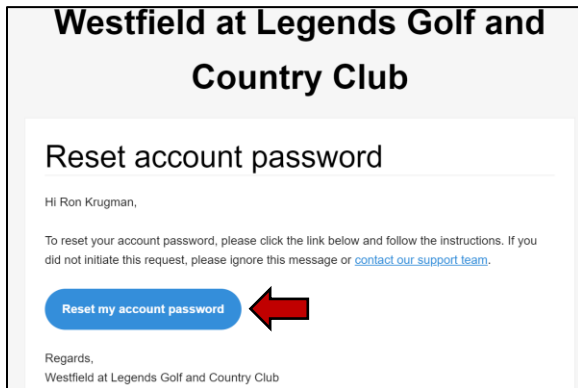 Westfield at Legends Golf and
Country Club
Reset account password
Hi Ron Krugman,
To reset your account password, please click the link below and follow the instructions. If you
did not initiate this request, please ignore this message or contact our support team.
Reset my account password
Regards,
Westfield at Legends Golf and Country Club